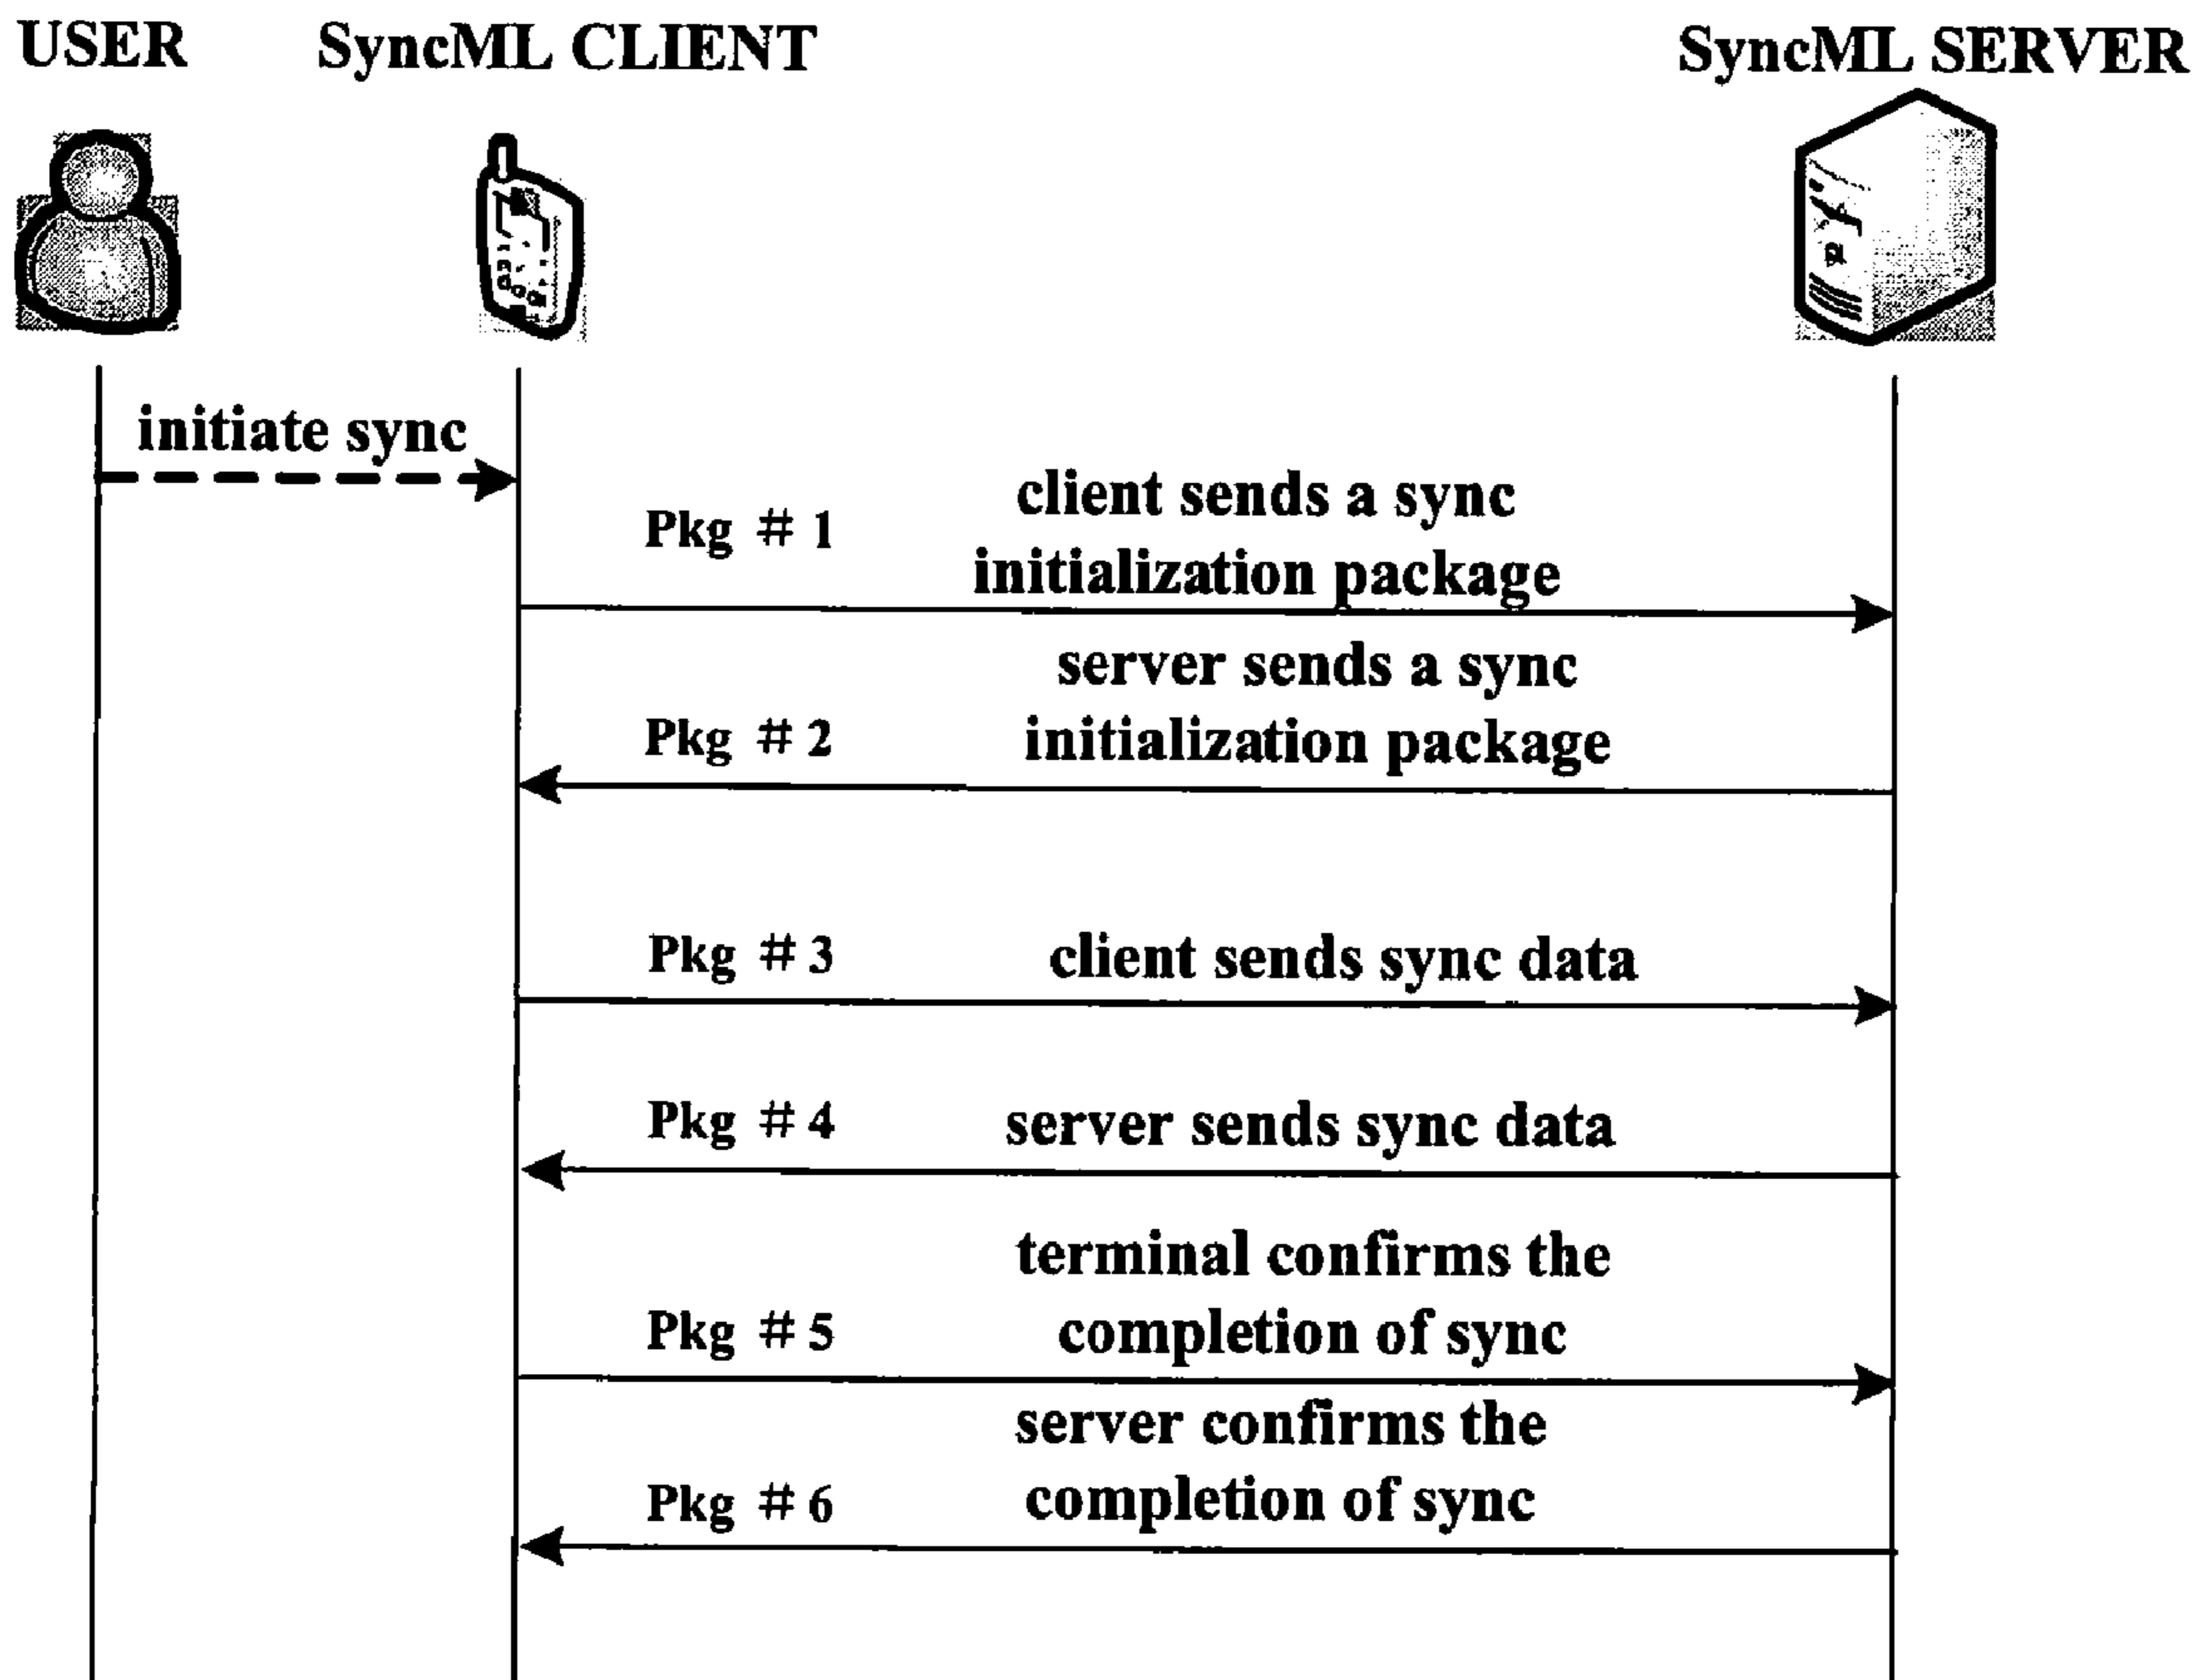 USER
SyncML CLIENT
SyncML SERVER
initiate sync
Pkg # 1
client sends a sync
initialization package
server sends a sync
Pkg # 2
initialization package
Pkg # 3
client sends sync data
Pkg # 4
server sends sync data
terminal confirms the
Pkg # 5
completion of sync
server confirms the
Pkg # 6
completion of sync